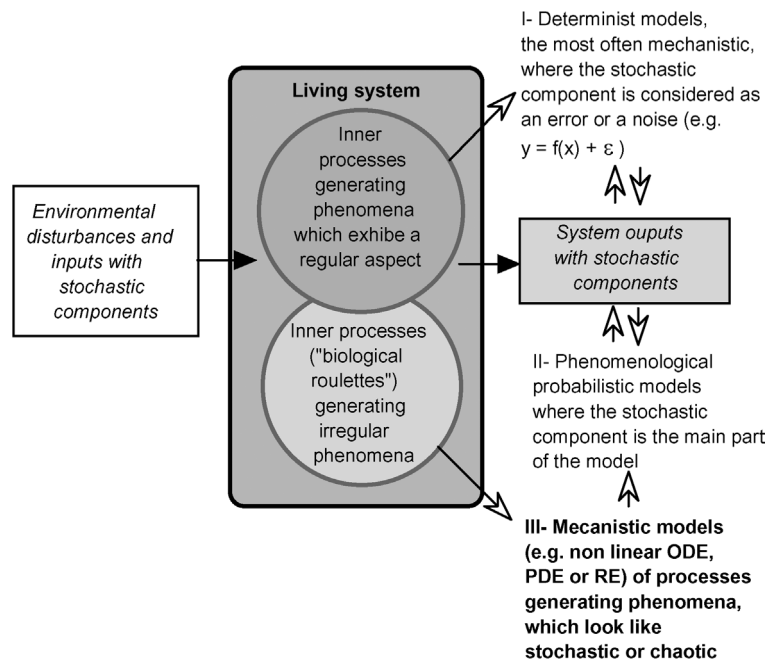 I- Determinist models,
the most often mechanistic,
where the stochastic
component is considered as
an error or a noise (e.g.
y = f(x) + ε )
Living system
Inner
processes
generating
phenomena
which exhibe a
regular aspect
Environmental
disturbances and
inputs with
stochastic
components
System ouputs
with stochastic
components
Inner processes
("biological
roulettes")
generating
irregular
phenomena
II- Phenomenological
probabilistic models
where the stochastic
component is the main part
of the model
III- Mecanistic models
(e.g. non linear ODE,
PDE or RE) of processes
generating phenomena,
which look like
stochastic or chaotic